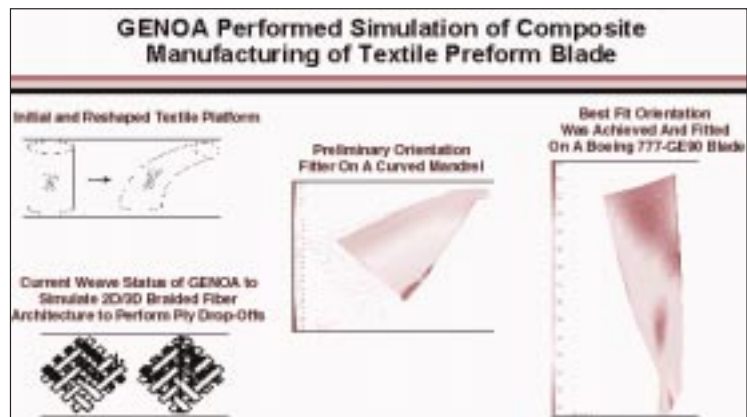 GENOA Performed Simulation of Composite
Manufacturing of Textile Preform Blade
Initial and Reshaped Textile Platform
Preliminary Orientation
Fitter On A Curved Mandrel
Best Fit Orientation
Was Achieved And Fitted
On A Boeing 777-GE90 Blade
Current Weave Status of GENOA to
Simulate 2D/3D Braided Fiber
Architecture to Perform Ply Drop-Offs